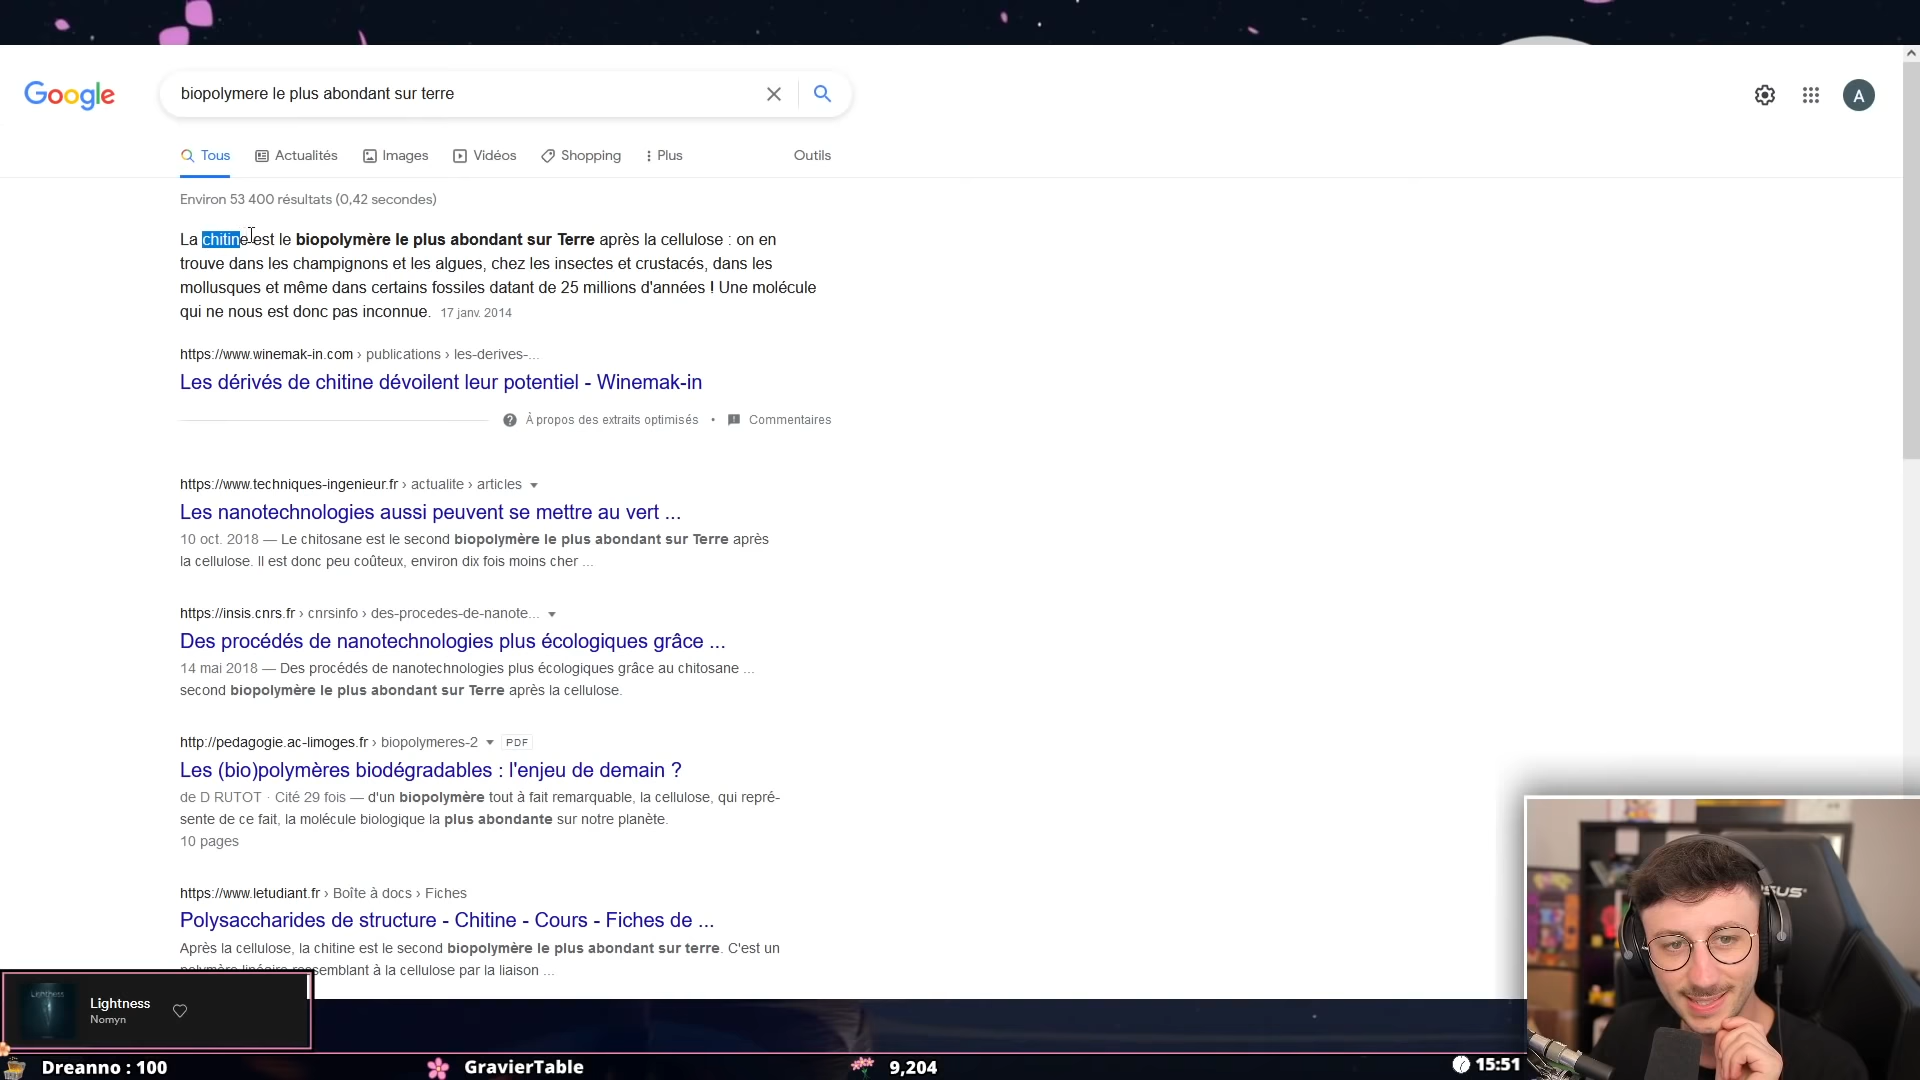 Google
biopolymere le plus abondant sur terre
A
Tous
Actualités
Images
Vidéos
Shopping
Plus
Outils
Environ 53 400 résultats (0,42 secondes)
La chitine est le biopolymère le plus abondant sur Terre après la cellulose : on en
trouve dans les champignons et les algues, chez les insectes et crustacés, dans les
mollusques et même dans certains fossiles datant de 25 millions d'années ! Une molécule
qui ne nous est donc pas inconnue. 17 janv. 2014
https://www.winemak-in.com › publications › les-derives-...
Les dérivés de chitine dévoilent leur potentiel - Winemak-in
À propos des extraits optimisés • Commentaires
https://www.techniques-ingenieur.fr › actualite › articles
Les nanotechnologies aussi peuvent se mettre au vert ...
10 oct. 2018 — Le chitosane est le second biopolymère le plus abondant sur Terre après
la cellulose. Il est donc peu coûteux, environ dix fois moins cher ...
https://insis.cnrs.fr › cnrsinfo › des-procedes-de-nanote...
Des procédés de nanotechnologies plus écologiques grâce ...
14 mai 2018 — Des procédés de nanotechnologies plus écologiques grâce au chitosane ...
second biopolymère le plus abondant sur Terre après la cellulose.
http://pedagogie.ac-limoges.fr › biopolymeres-2 PDF
Les (bio)polymères biodégradables : l'enjeu de demain ?
de D RUTOT · Cité 29 fois — d'un biopolymère tout à fait remarquable, la cellulose, qui repré-
sente de ce fait, la molécule biologique la plus abondante sur notre planète.
10 pages
https://www.letudiant.fr › Boîte à docs › Fiches
Polysaccharides de structure - Chitine - Cours - Fiches de ...
Après la cellulose, la chitine est le second biopolymère le plus abondant sur terre. C'est un
polymère linéaire ressemblant à la cellulose par la liaison ...
Lightness
Lightness
Nomyn
Dreanno : 100
GravierTable
9,204
15:51